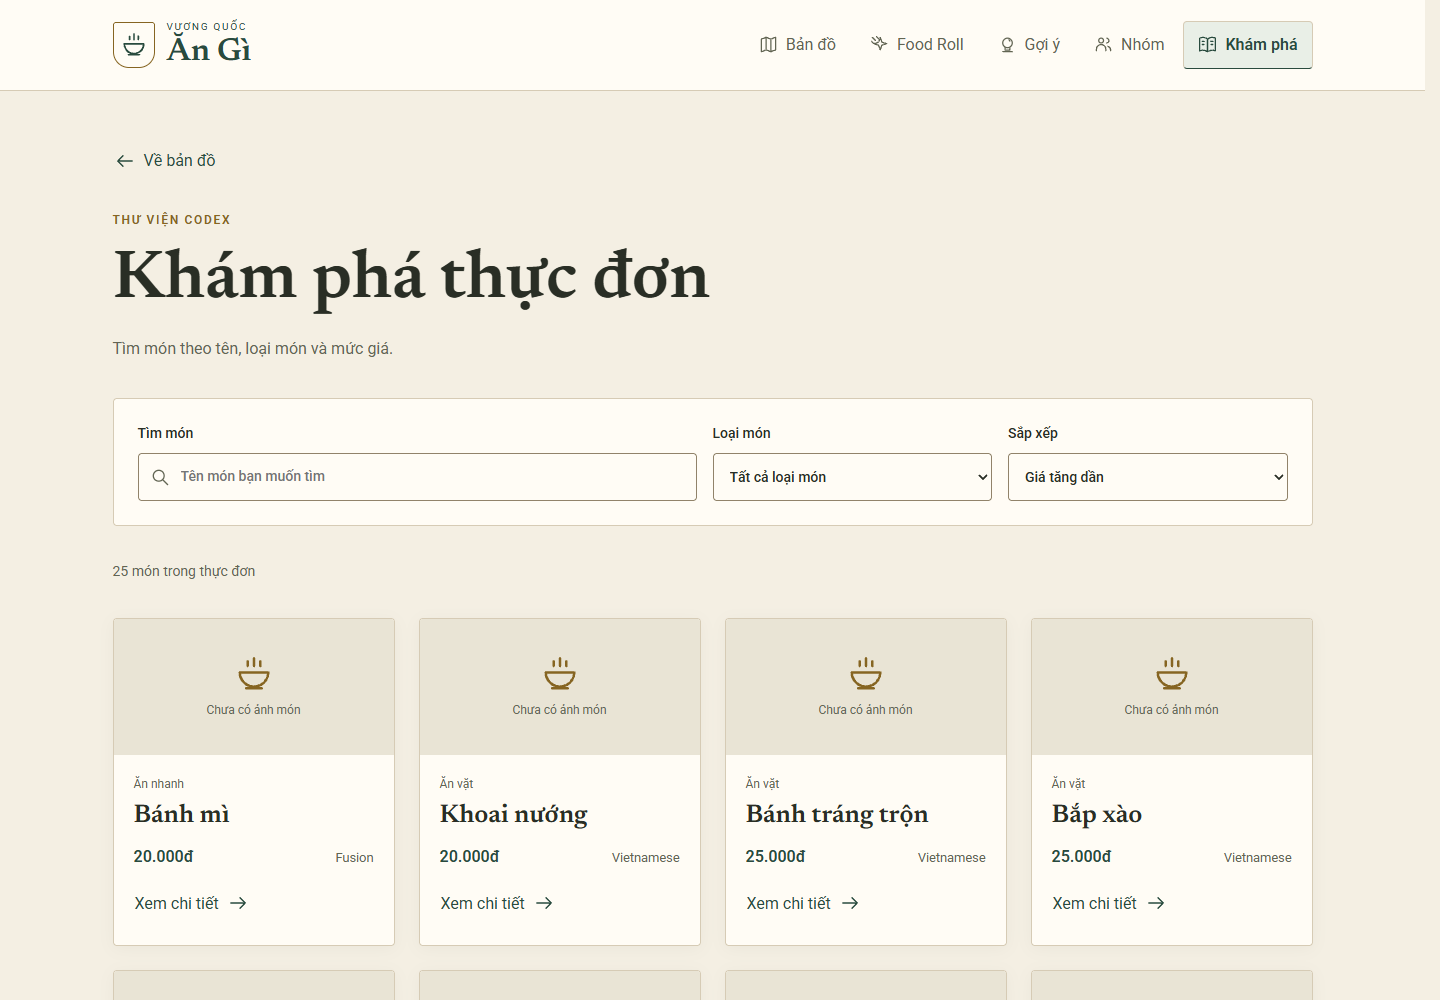 VƯƠNG QUỐC
Ăn Gì
Bản đồ
Food Roll
Gợi ý
Nhóm
Khám phá
Về bản đồ
THƯ VIỆN CODEX
Khám phá thực đơn
Tìm món theo tên, loại món và mức giá.
Tìm món
Loại món
Sắp xếp
Tên món bạn muốn tìm
Tất cả loại món
Giá tăng dần
25 món trong thực đơn
Chưa có ảnh món
Ăn nhanh
Bánh mì
20.000đ
Fusion
Xem chi tiết
Chưa có ảnh món
Ăn vặt
Khoai nướng
20.000đ
Vietnamese
Xem chi tiết
Chưa có ảnh món
Ăn vặt
Bánh tráng trộn
25.000đ
Vietnamese
Xem chi tiết
Chưa có ảnh món
Ăn vặt
Bắp xào
25.000đ
Vietnamese
Xem chi tiết